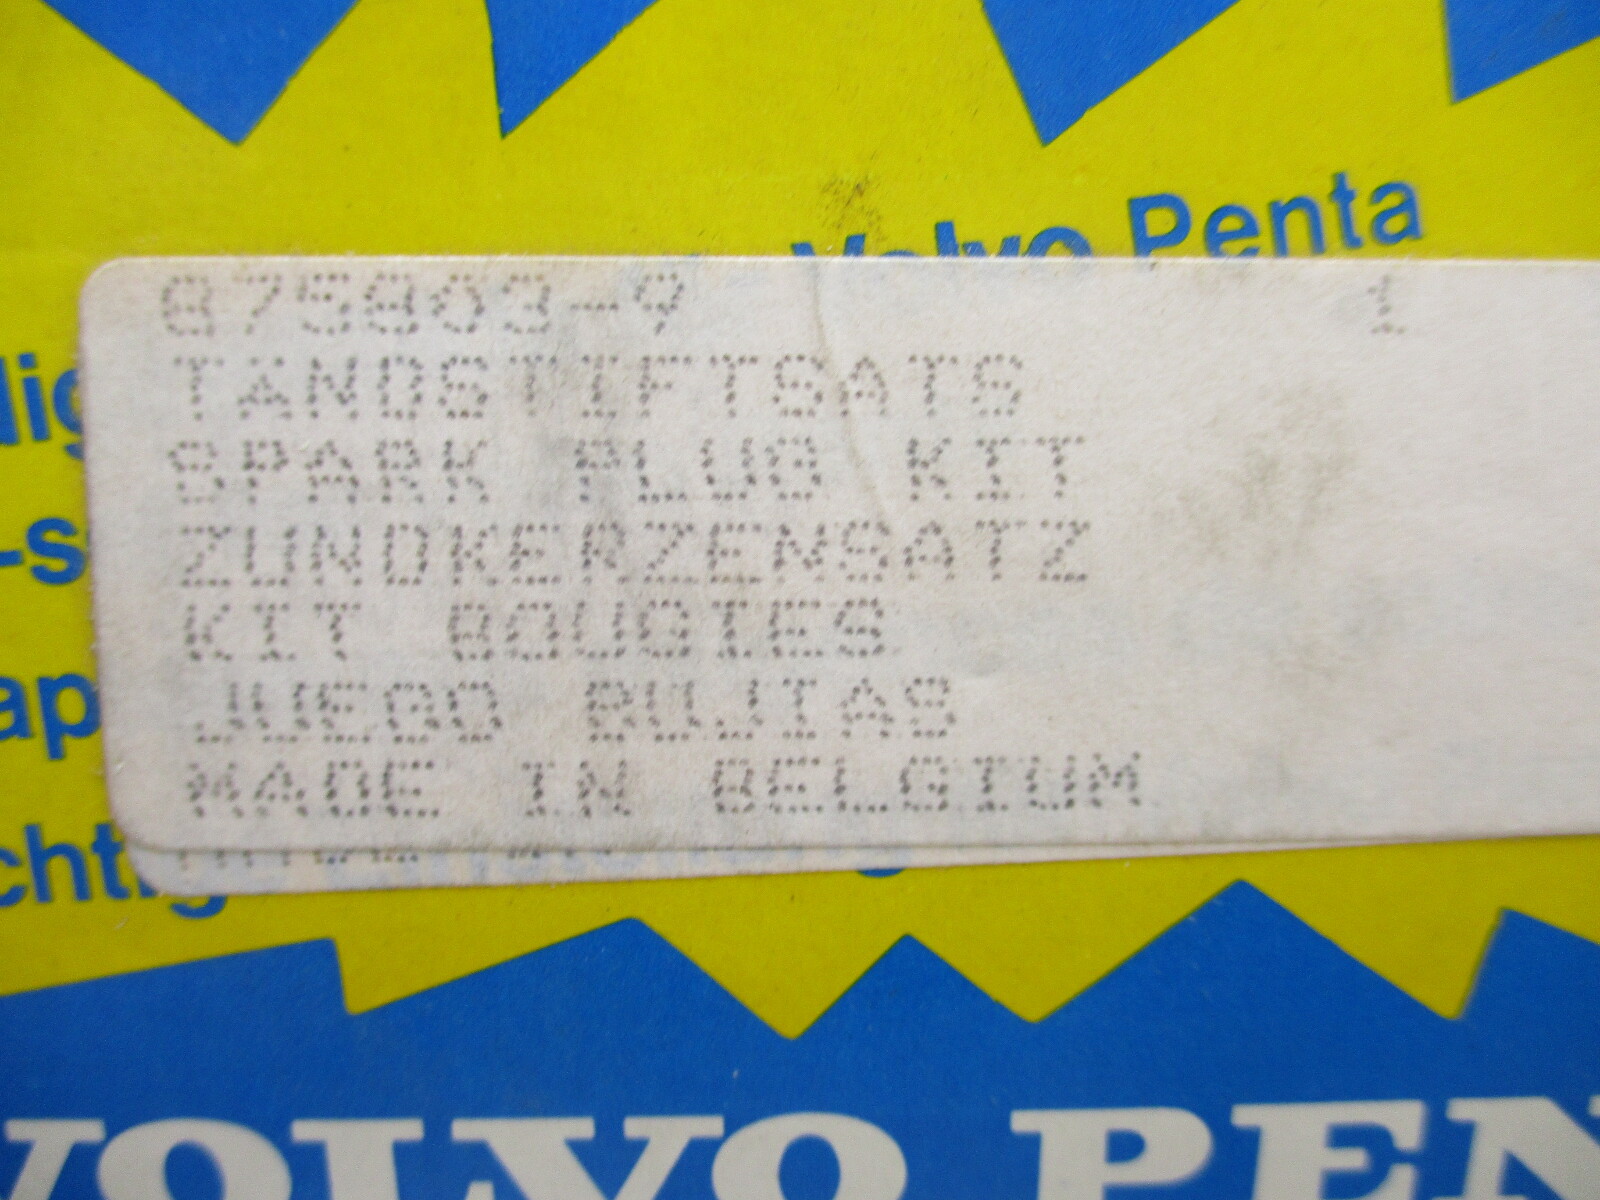 Volvo Penta
875803-9 1
TANDSTIFTSATS
SPARK PLUG KIT
ZUNDKERZENSATZ
KIT BOUGIES
JUEGO BUJIAS
MADE IN BELGIUM
VOLVO PEN